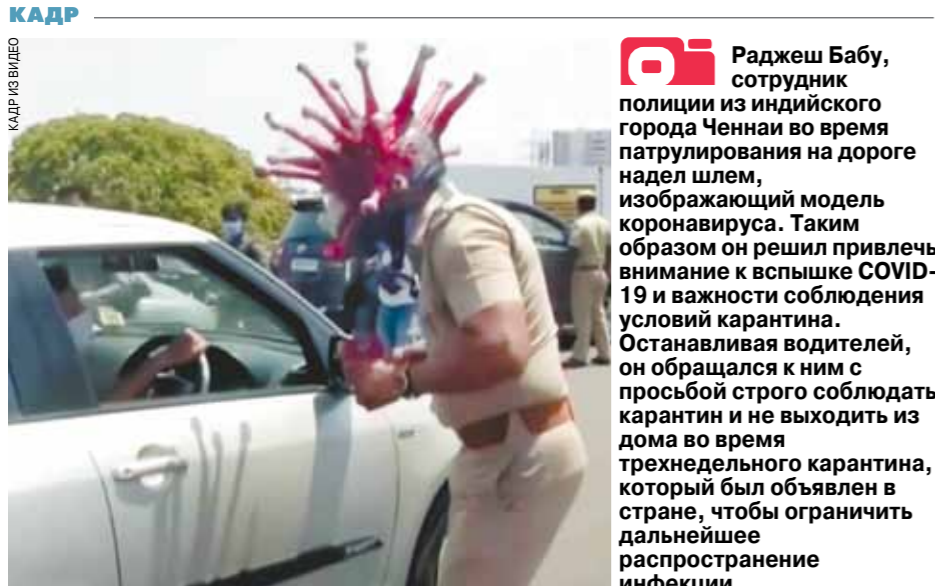 КАДР
КАДР ИЗ ВИДЕО
Раджеш Бабу,
сотрудник
полиции из индийского
города Ченнаи во время
патрулирования на дороге
надел шлем,
изображающий модель
коронавируса. Таким
образом он решил привлечь
внимание к вспышке COVID-
19 и важности соблюдения
условий карантина.
Останавливая водителей,
он обращался к ним с
просьбой строго соблюдать
карантин и не выходить из
дома во время
трехнедельного карантина,
который был объявлен в
стране, чтобы ограничить
дальнейшее
распространение
инфекции